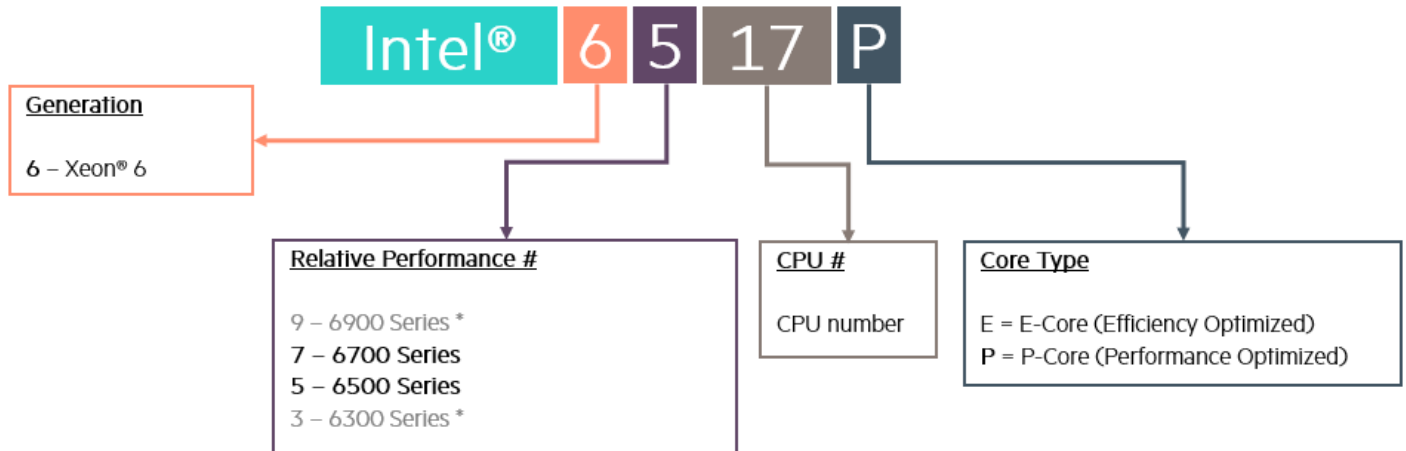 Intel® 6 5 17 P
Generation
6 – Xeon® 6
Relative Performance #
9 – 6900 Series *
7 – 6700 Series
5 – 6500 Series
3 – 6300 Series *
CPU #
CPU number
Core Type
E = E-Core (Efficiency Optimized)
P = P-Core (Performance Optimized)